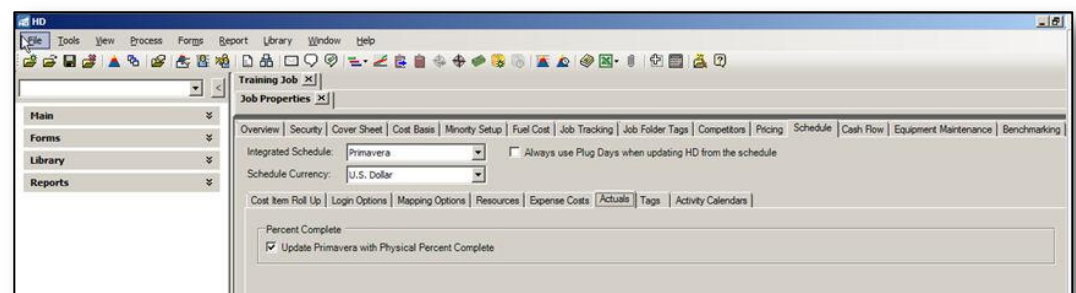 HD
File Tools View Process Forms Report Library Window Help
Training Job
Job Properties
Main
Forms
Library
Reports
Overview Security Cover Sheet Cost Basis Minority Setup Fuel Cost Job Tracking Job Folder Tags Competitors Pricing Schedule Cash Flow Equipment Maintenance Benchmarking
Integrated Schedule: Primavera Always use Plug Days when updating HD from the schedule
Schedule Currency: U.S. Dollar
Cost Item Roll Up Login Options Mapping Options Resources Expense Costs Actuals Tags Activity Calendars
Percent Complete
Update Primavera with Physical Percent Complete